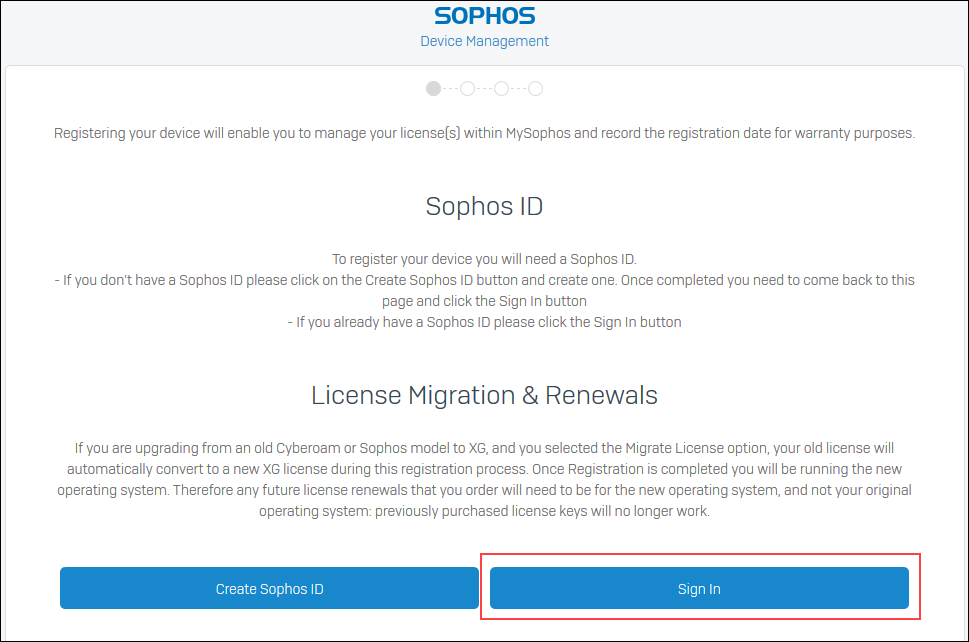 SOPHOS
Device Management
Registering your device will enable you to manage your license(s) within MySophos and record the registration date for warranty purposes.
Sophos ID
To register your device you will need a Sophos ID.
- If you don't have a Sophos ID please click on the Create Sophos ID button and create one. Once completed you need to come back to this
page and click the Sign In button
- If you already have a Sophos ID please click the Sign In button
License Migration & Renewals
If you are upgrading from an old Cyberoam or Sophos model to XG, and you selected the Migrate License option, your old license will
automatically convert to a new XG license during this registration process. Once Registration is completed you will be running the new
operating system. Therefore any future license renewals that you order will need to be for the new operating system, and not your original
operating system: previously purchased license keys will no longer work.
Create Sophos ID
Sign In